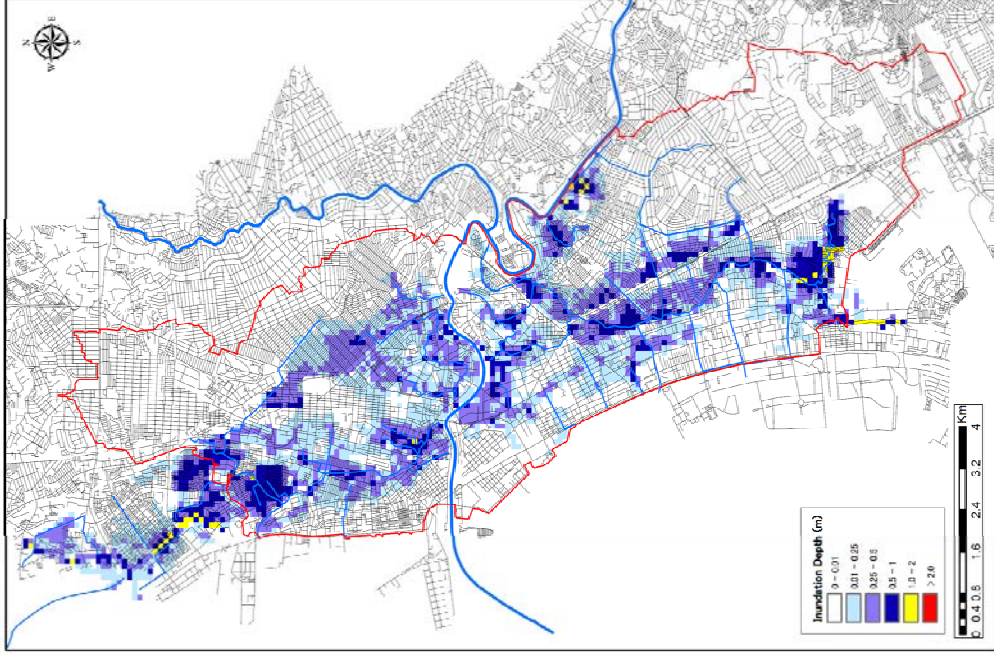 N
E
W
S
Inundation Depth (m)
0 - 0.01
0.01 - 0.25
0.25 - 0.5
0.5 - 1
1.0 - 2
> 2.0
Km
0 0.4 0.8 1.6 2.4 3.2 4